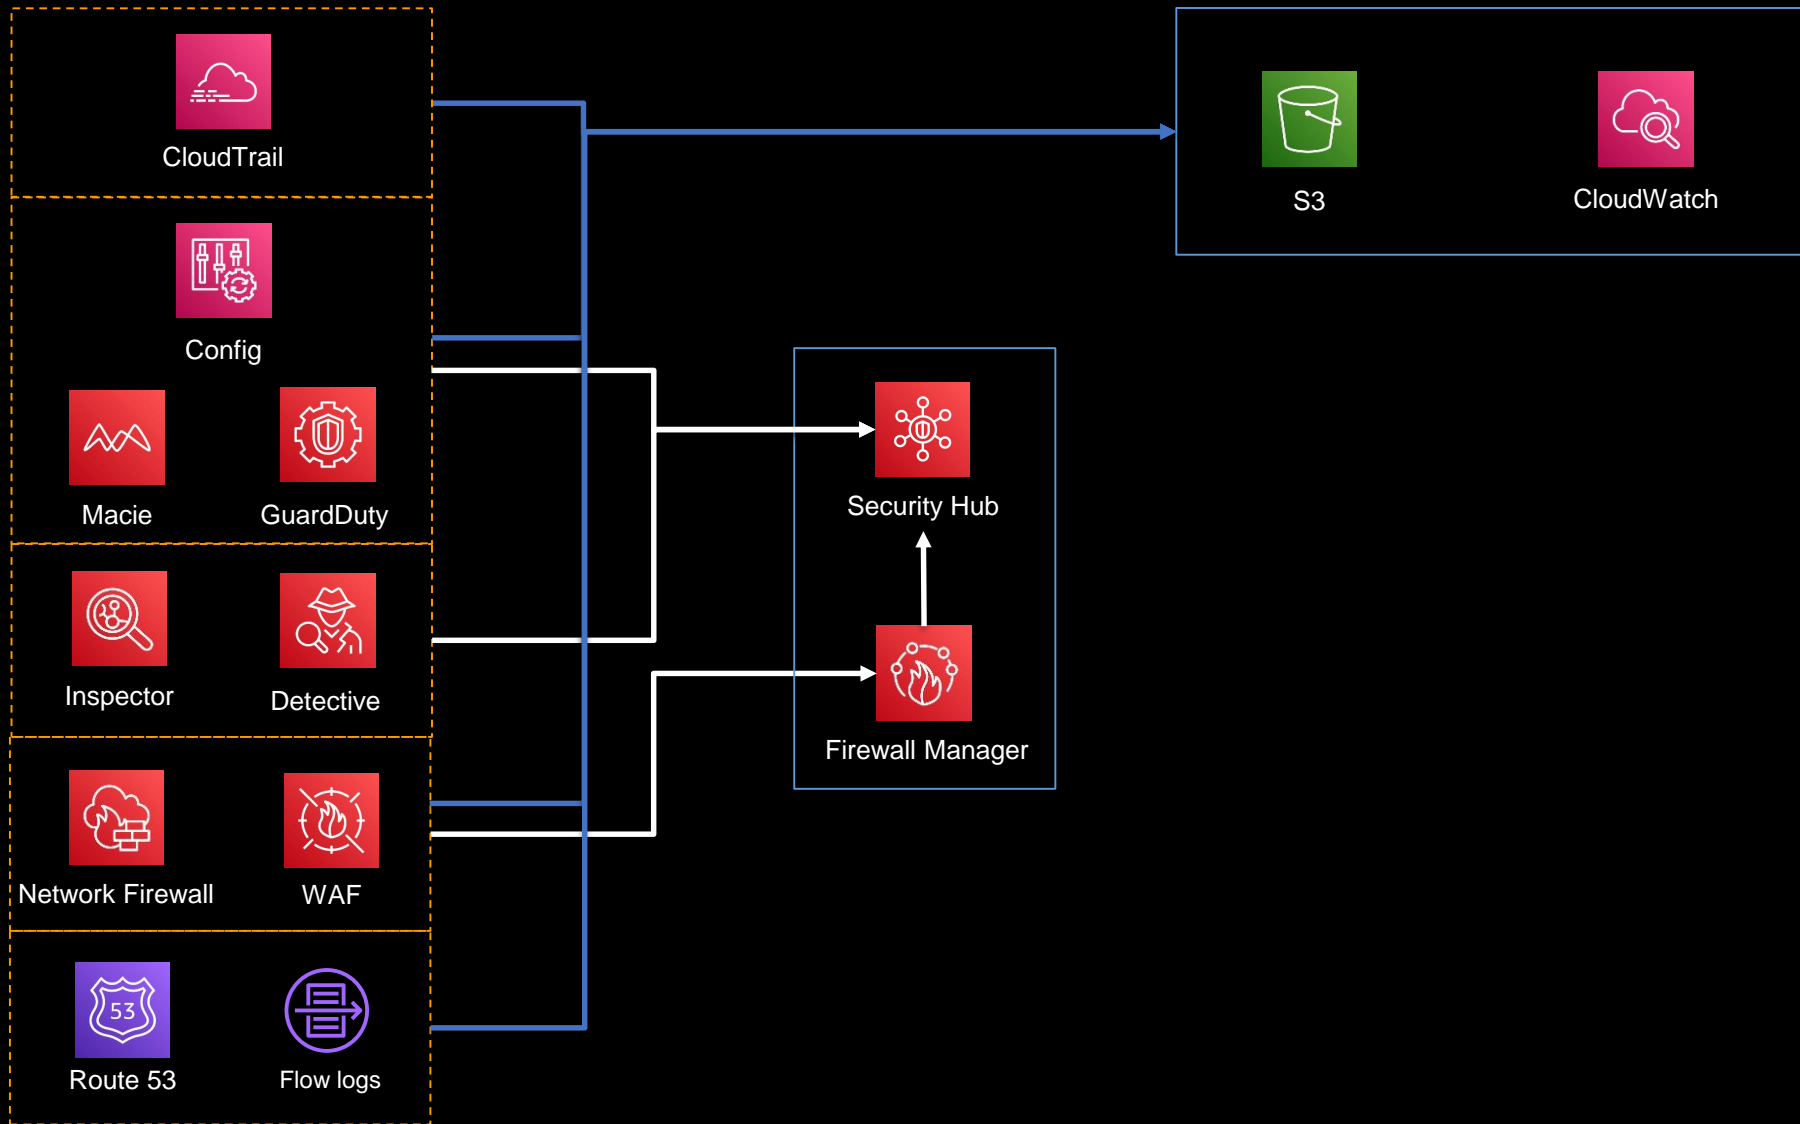 CloudTrail
S3
CloudWatch
Config
Macie
GuardDuty
Security Hub
Inspector
Detective
Firewall Manager
Network Firewall
WAF
53
Route 53
Flow logs